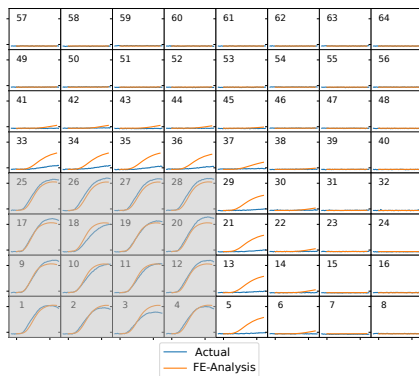 57 58 59 60 61 62 63 64
49 50 51 52 53 54 55 56
41 42 43 44 45 46 47 48
33 34 35 36 37 38 39 40
25 26 27 28 29 30 31 32
17 18 19 20 21 22 23 24
9 10 11 12 13 14 15 16
1 2 3 4 5 6 7 8
Actual
FE-Analysis